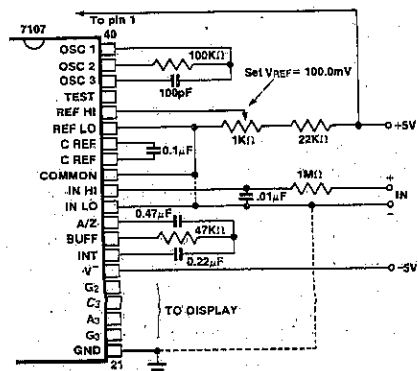 To pin 1
7107
40
OSC 1
OSC 2
100KΩ
OSC 3
100pF
Set VREF = 100.0mV
TEST
REF HI
REF LO
1KΩ
22KΩ
+5V
C REF
0.1µF
C REF
COMMON
1MΩ
+
IN HI
.01µF
IN
IN LO
−
0.47µF
A/Z
BUFF
47KΩ
INT
0.22µF
V−
−5V
G2
C3
TO DISPLAY
A3
G3
GND
21